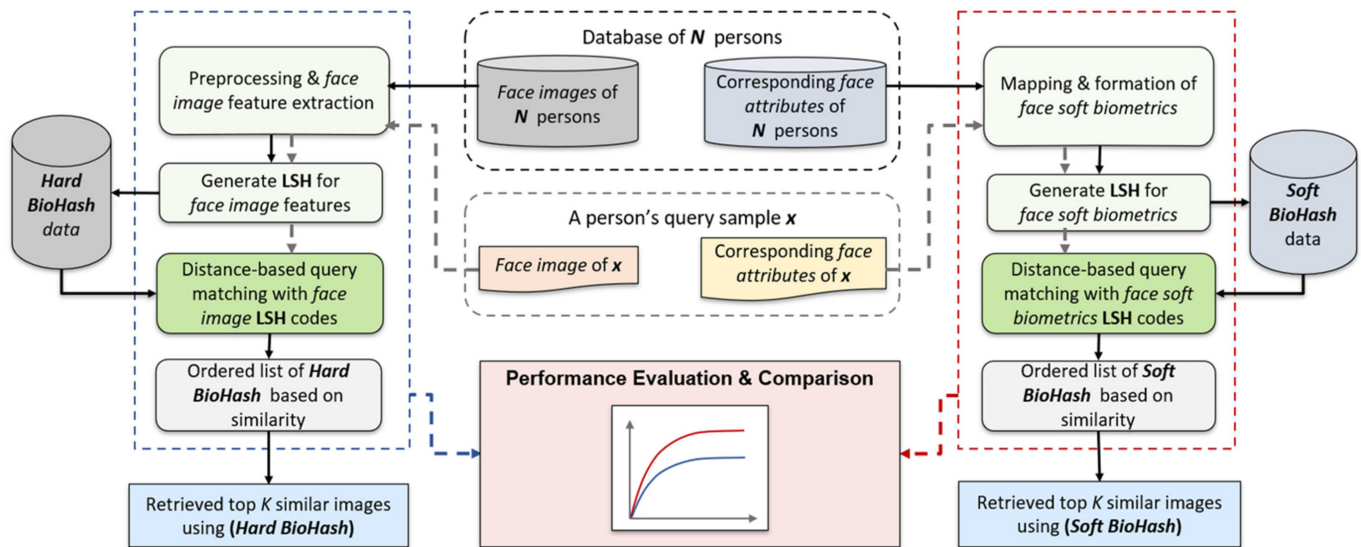 Database of N persons
Face images of
N persons
Corresponding face
attributes of
N persons
Preprocessing & face
image feature extraction
Generate LSH for
face image features
Hard
BioHash
data
Distance-based query
matching with face
image LSH codes
Ordered list of Hard
BioHash based on
similarity
Retrieved top K similar images
using (Hard BioHash)
A person's query sample x
Face image of x
Corresponding face
attributes of x
Performance Evaluation & Comparison
Mapping & formation of
face soft biometrics
Generate LSH for
face soft biometrics
Soft
BioHash
data
Distance-based query
matching with face soft
biometrics LSH codes
Ordered list of Soft
BioHash based on
similarity
Retrieved top K similar images
using (Soft BioHash)